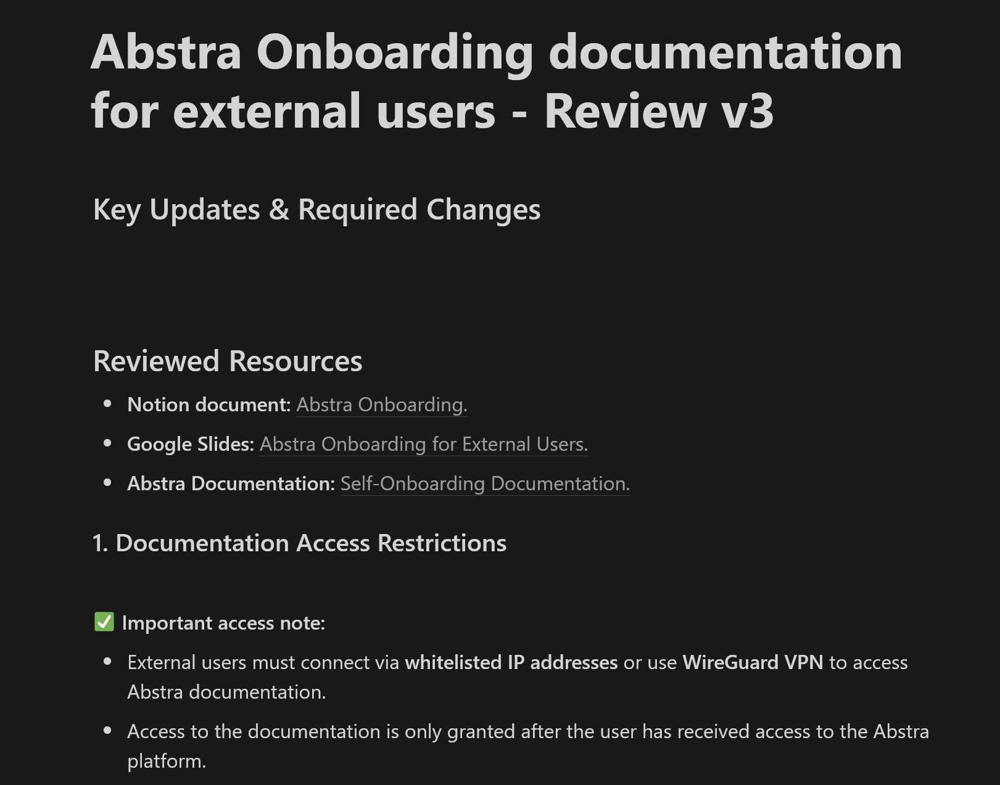 Abstra Onboarding documentation
for external users - Review v3
Key Updates & Required Changes
Reviewed Resources
• Notion document: Abstra Onboarding.
• Google Slides: Abstra Onboarding for External Users.
• Abstra Documentation: Self-Onboarding Documentation.
1. Documentation Access Restrictions
✅ Important access note:
• External users must connect via whitelisted IP addresses or use WireGuard VPN to access
Abstra documentation.
• Access to the documentation is only granted after the user has received access to the Abstra
platform.